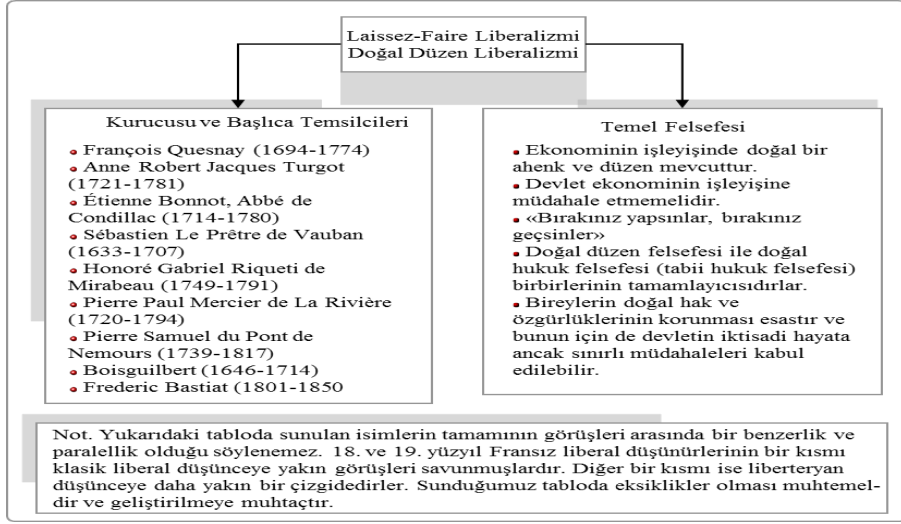 Laissez-Faire Liberalizmi
Doğal Düzen Liberalizmi
Kurucusu ve Başlıca Temsilcileri
François Quesnay (1694-1774)
Anne Robert Jacques Turgot
(1721-1781)
Étienne Bonnot, Abbé de
Condillac (1714-1780)
Sébastien Le Prêtre de Vauban
(1633-1707)
Honoré Gabriel Riqueti de
Mirabeau (1749-1791)
Pierre Paul Mercier de La Rivière
(1720-1794)
Pierre Samuel du Pont de
Nemours (1739-1817)
Boisguilbert (1646-1714)
Frederic Bastiat (1801-1850
Temel Felsefesi
Ekonominin işleyişinde doğal bir
ahenk ve düzen mevcuttur.
Devlet ekonominin işleyişine
müdahale etmemelidir.
«Bırakınız yapsınlar, bırakınız
geçsinler»
Doğal düzen felsefesi ile doğal
hukuk felsefesi (tabii hukuk felsefesi)
birbirlerinin tamamlayıcısıdırlar.
Bireylerin doğal hak ve
özgürlüklerinin korunması esastır ve
bunun için de devletin iktisadi hayata
ancak sınırlı müdahaleleri kabul
edilebilir.
Not. Yukarıdaki tabloda sunulan isimlerin tamamının görüşleri arasında bir benzerlik ve
paralellik olduğu söylenemez. 18. ve 19. yüzyıl Fransız liberal düşünürlerinin bir kısmı
klasik liberal düşünceye yakın görüşleri savunmuşlardır. Diğer bir kısmı ise liberteryan
düşünceye daha yakın bir çizgidedirler. Sunduğumuz tabloda eksiklikler olması muhtemel-
dir ve geliştirilmeye muhtaçtır.